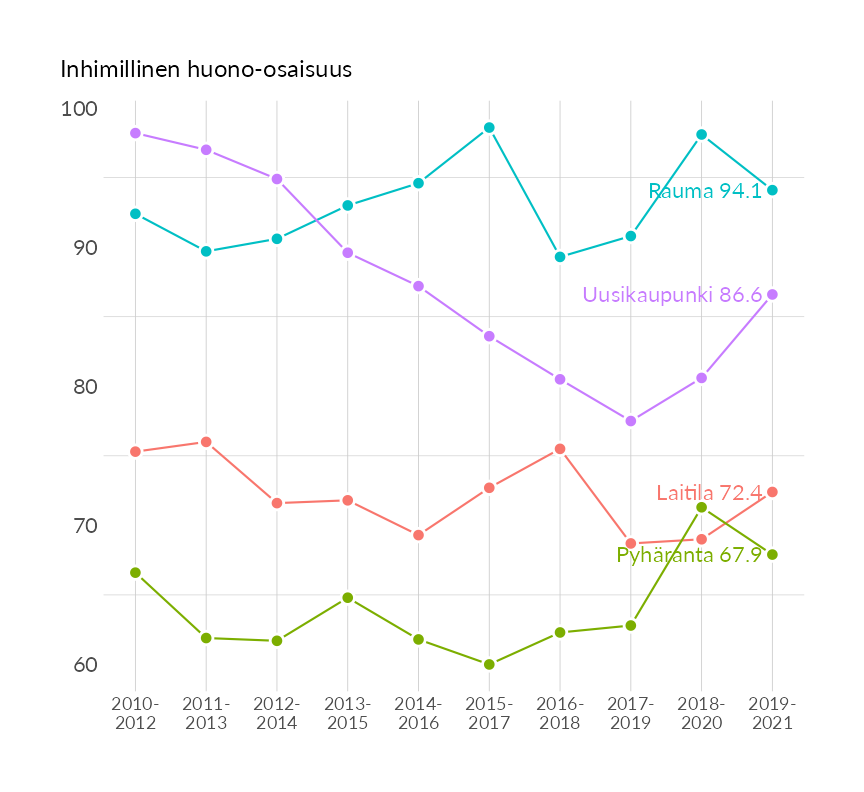 Inhimillinen huono-osaisuus
100
90
80
70
60
Rauma 94.1
Uusikaupunki 86.6
Laitila 72.4
Pyhäranta 67.9
2010- 2011- 2012- 2013- 2014- 2015- 2016- 2017- 2018- 2019-
2012 2013 2014 2015 2016 2017 2018 2019 2020 2021